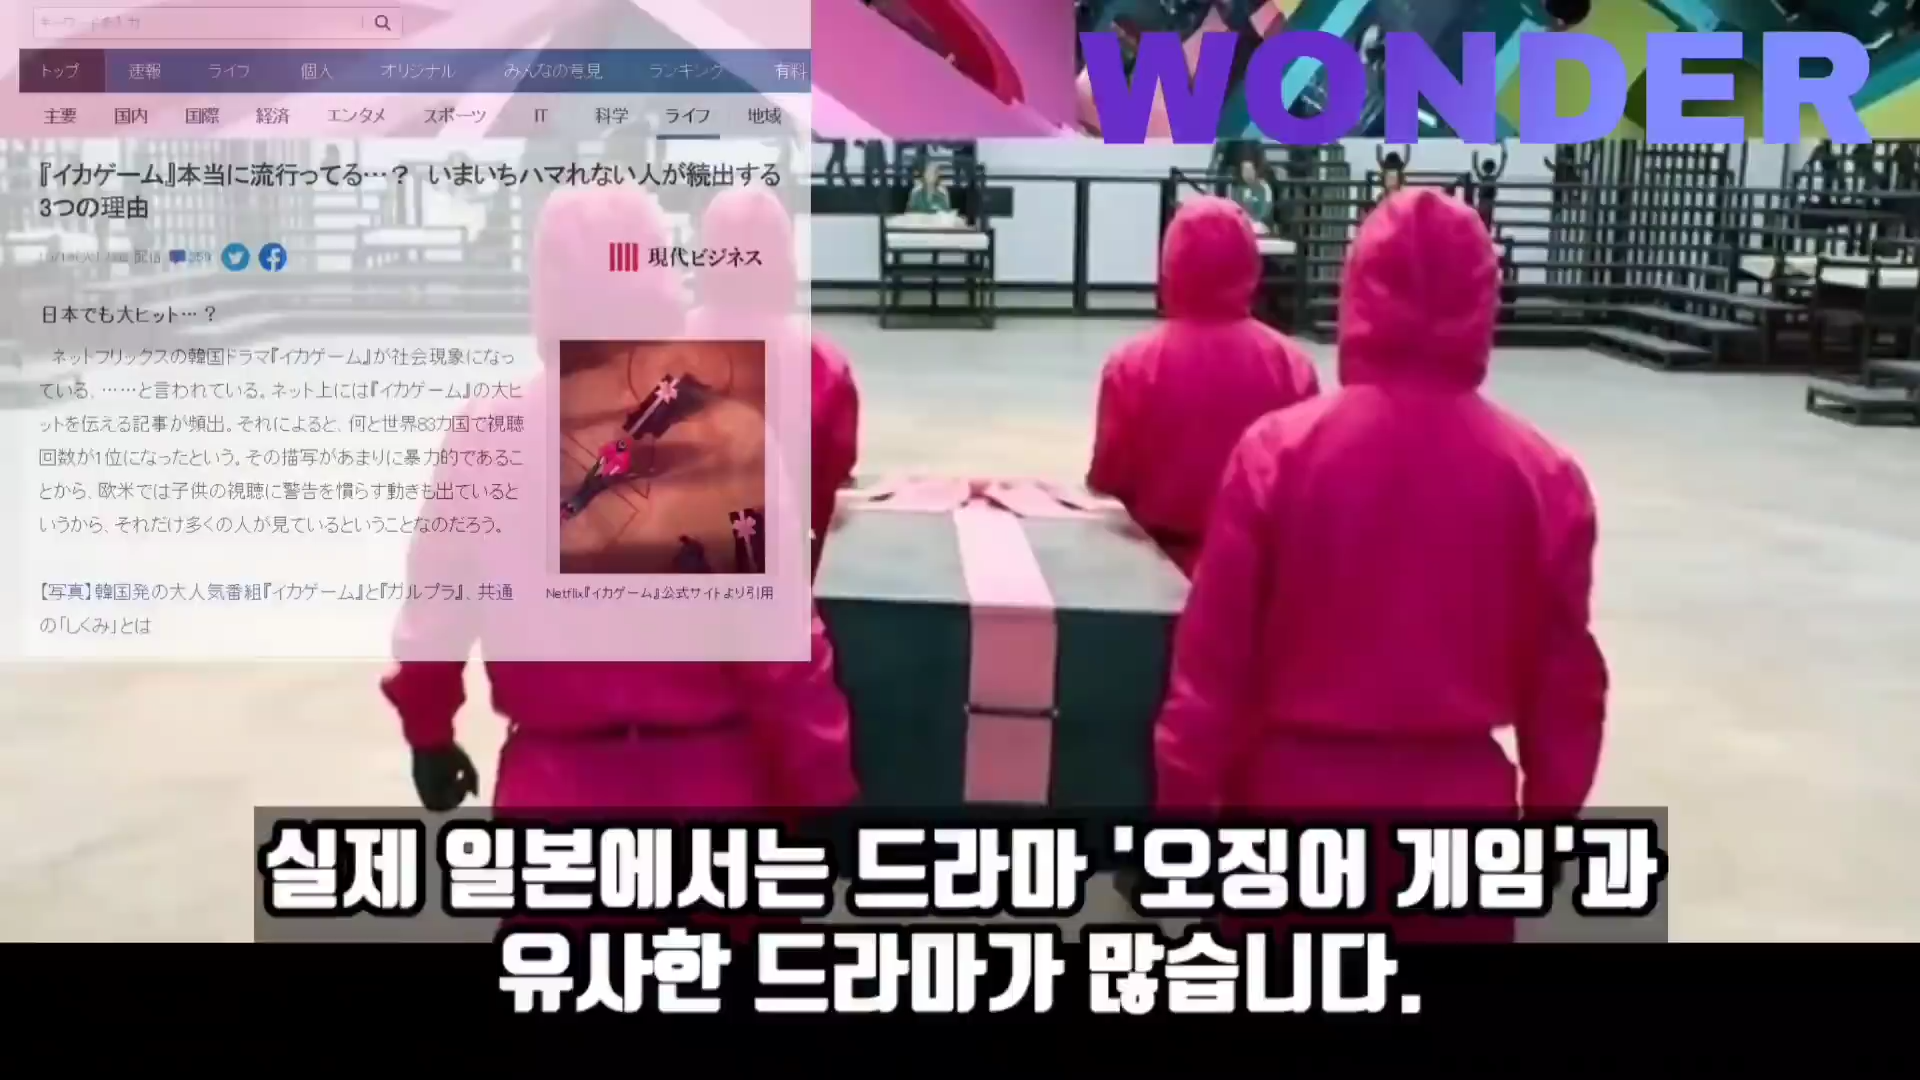 キーワードを入力
WONDER
トップ 速報 ライフ 個人 オリジナル みんなの意見 ランキング 有料
主要 国内 国際 経済 エンタメ スポーツ IT 科学 ライフ 地域
『イカゲーム』本当に流行ってる…？ いまいちハマれない人が続出する
3つの理由
配信 359
現代ビジネス
日本でも大ヒット…？
ネットフリックスの韓国ドラマ『イカゲーム』が社会現象になっ
ている、……と言われている。ネット上には『イカゲーム』の大ヒ
ットを伝える記事が頻出。それによると、何と世界83カ国で視聴
回数が1位になったという。その描写があまりに暴力的であるこ
とから、欧米では子供の視聴に警告を慣らす動きも出ていると
いうから、それだけ多くの人が見ているということなのだろう。
【写真】韓国発の大人気番組『イカゲーム』と『ガルプラ』、共通
の「しくみ」とは
Netflix『イカゲーム』公式サイトより引用
실제 일본에서는 드라마 '오징어 게임'과
유사한 드라마가 많습니다.